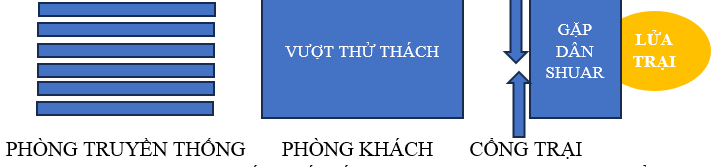 VƯỢT THỬ THÁCH
GẶP
DÂN
SHUAR
LỬA
TRẠI
PHÒNG TRUYỀN THỐNG PHÒNG KHÁCH CỔNG TRẠI